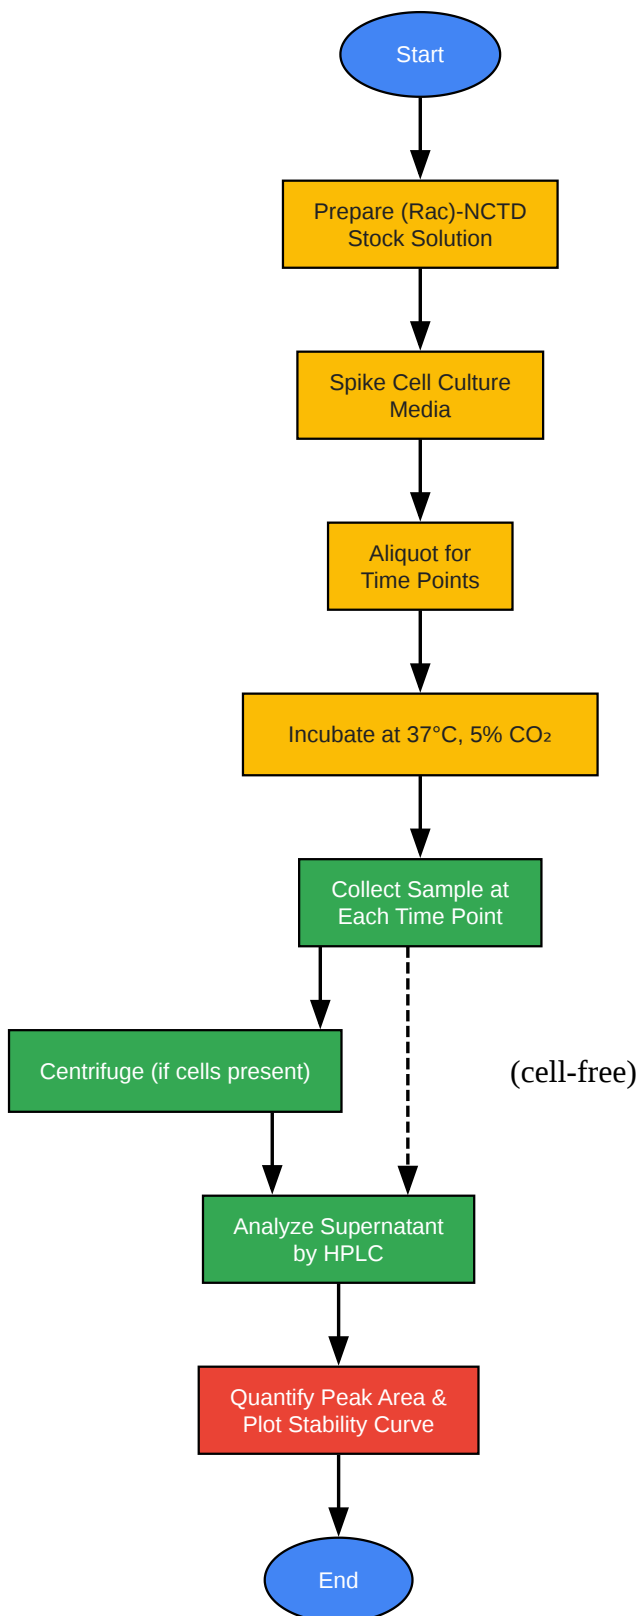 Start
Prepare (Rac)-NCTD
Stock Solution
Spike Cell Culture
Media
Aliquot for
Time Points
Incubate at 37°C, 5% CO₂
Collect Sample at
Each Time Point
Centrifuge (if cells present)
(cell-free)
Analyze Supernatant
by HPLC
Quantify Peak Area &
Plot Stability Curve
End